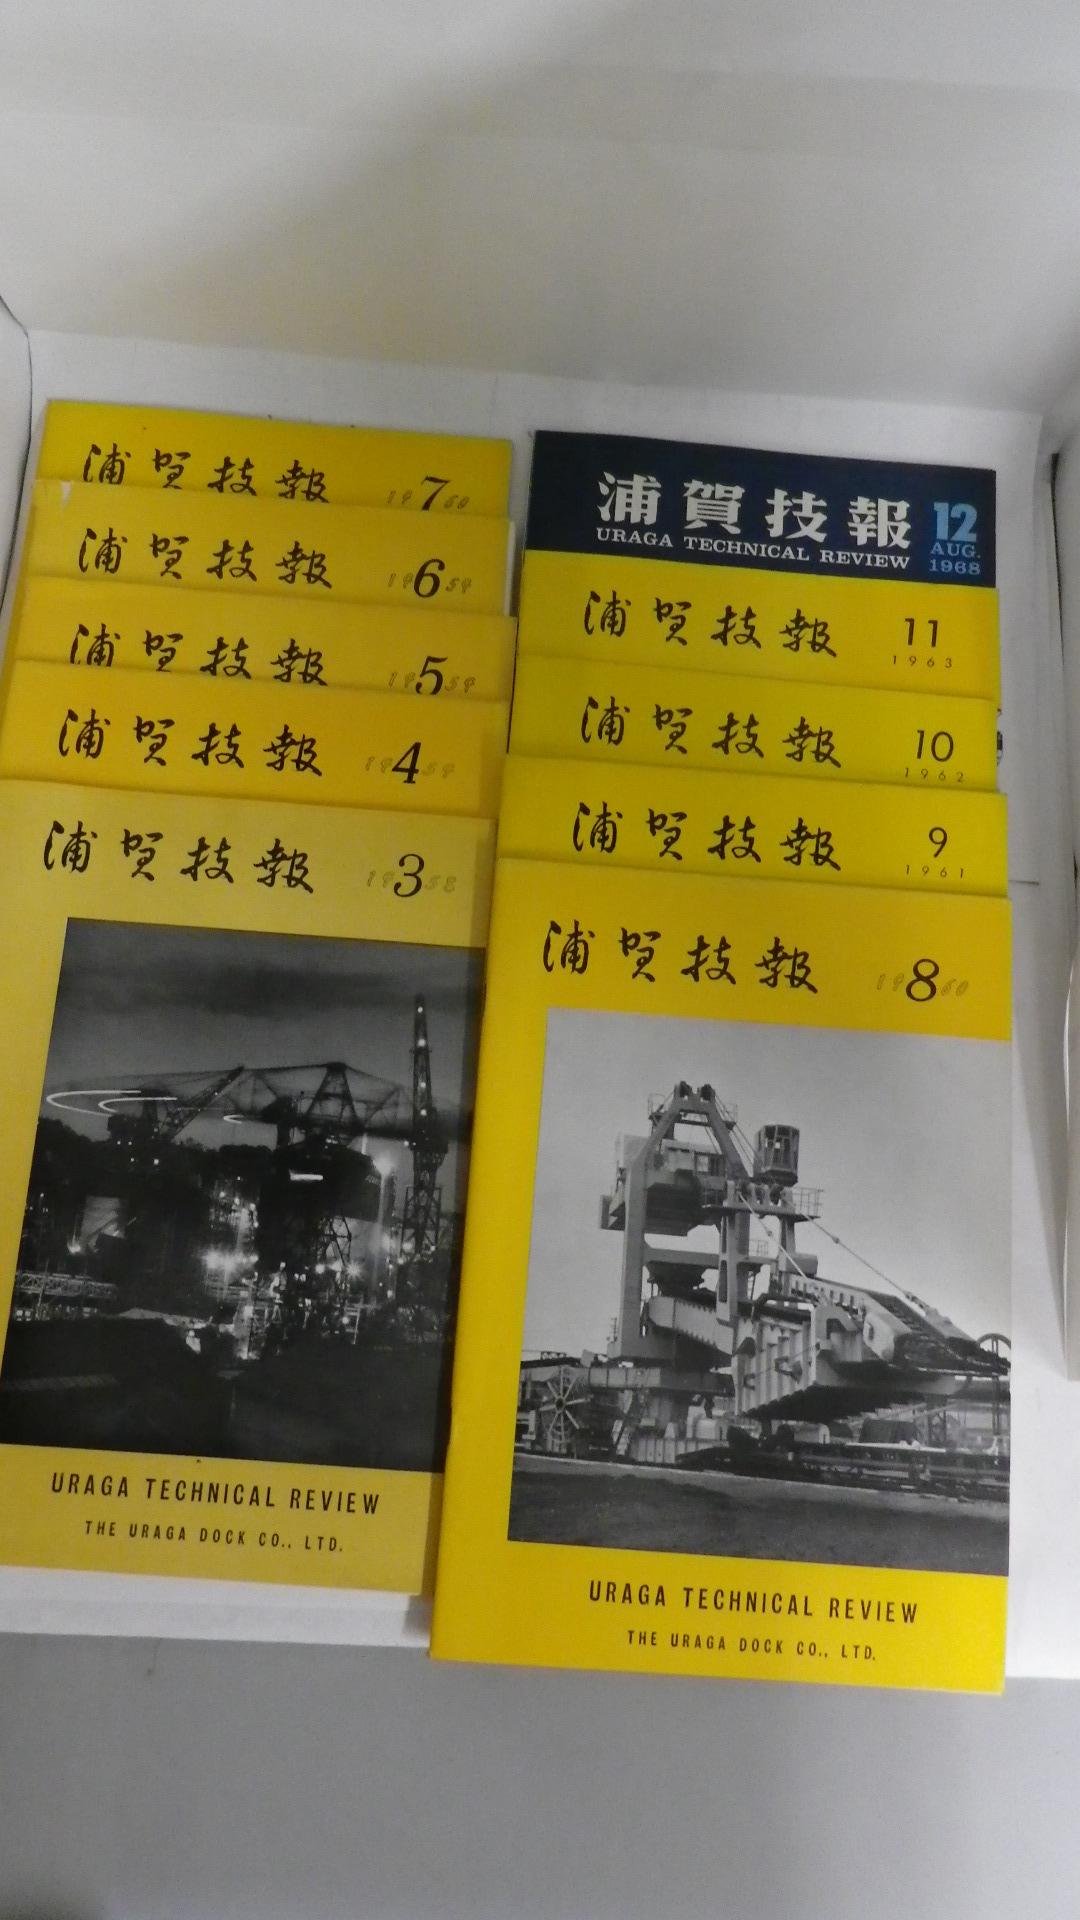 浦賀技報 7 1960
浦賀技報 6 1959
浦賀技報 5 1959
浦賀技報 4 1959
浦賀技報 3 1958
URAGA TECHNICAL REVIEW
THE URAGA DOCK CO., LTD.
浦賀技報 12
URAGA TECHNICAL REVIEW AUG.
1968
浦賀技報 11
1963
浦賀技報 10
1962
浦賀技報 9
1961
浦賀技報 8 1960
URAGA TECHNICAL REVIEW
THE URAGA DOCK CO., LTD.